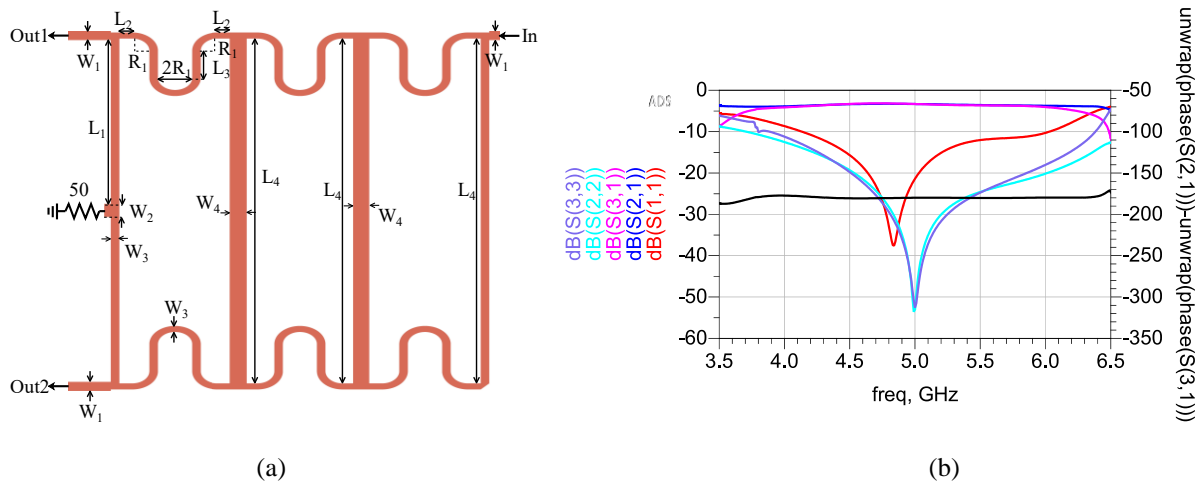 Out1
L2
L2
In
W1
R1
2R1
R1
L3
W1
L1
L4
L4
L4
W4
W4
50
W2
W3
W3
Out2
W1
(a)
ADS
dB(S(3,3))
dB(S(2,2))
dB(S(3,1))
dB(S(2,1))
dB(S(1,1))
0
-10
-20
-30
-40
-50
-60
3.5 4.0 4.5 5.0 5.5 6.0 6.5
freq, GHz
-50
-100
-150
-200
-250
-300
-350
unwrap(phase(S(2,1)))-unwrap(phase(S(3,1)))
(b)